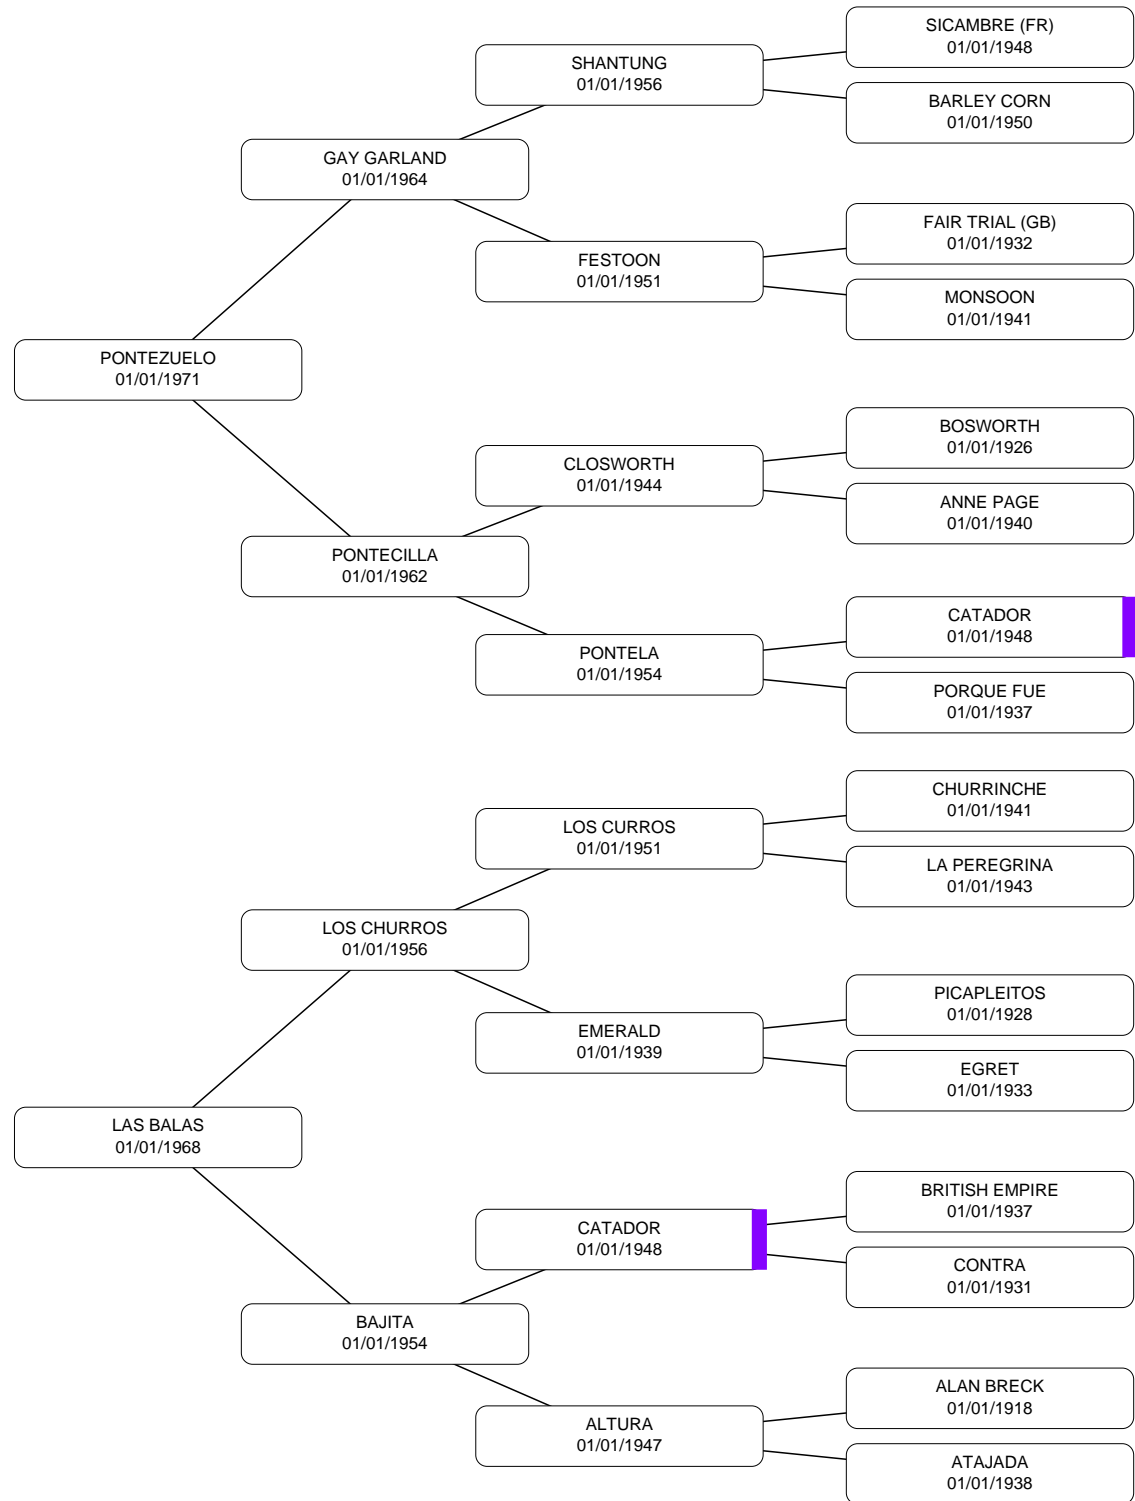 SICAMBRE (FR)
01/01/1948
SHANTUNG
01/01/1956
BARLEY CORN
01/01/1950
GAY GARLAND
01/01/1964
FAIR TRIAL (GB)
01/01/1932
FESTOON
01/01/1951
MONSOON
01/01/1941
PONTEZUELO
01/01/1971
BOSWORTH
01/01/1926
CLOSWORTH
01/01/1944
ANNE PAGE
01/01/1940
PONTECILLA
01/01/1962
CATADOR
01/01/1948
PONTELA
01/01/1954
PORQUE FUE
01/01/1937
CHURRINCHE
01/01/1941
LOS CURROS
01/01/1951
LA PEREGRINA
01/01/1943
LOS CHURROS
01/01/1956
PICAPLEITOS
01/01/1928
EMERALD
01/01/1939
EGRET
01/01/1933
LAS BALAS
01/01/1968
BRITISH EMPIRE
01/01/1937
CATADOR
01/01/1948
CONTRA
01/01/1931
BAJITA
01/01/1954
ALAN BRECK
01/01/1918
ALTURA
01/01/1947
ATAJADA
01/01/1938